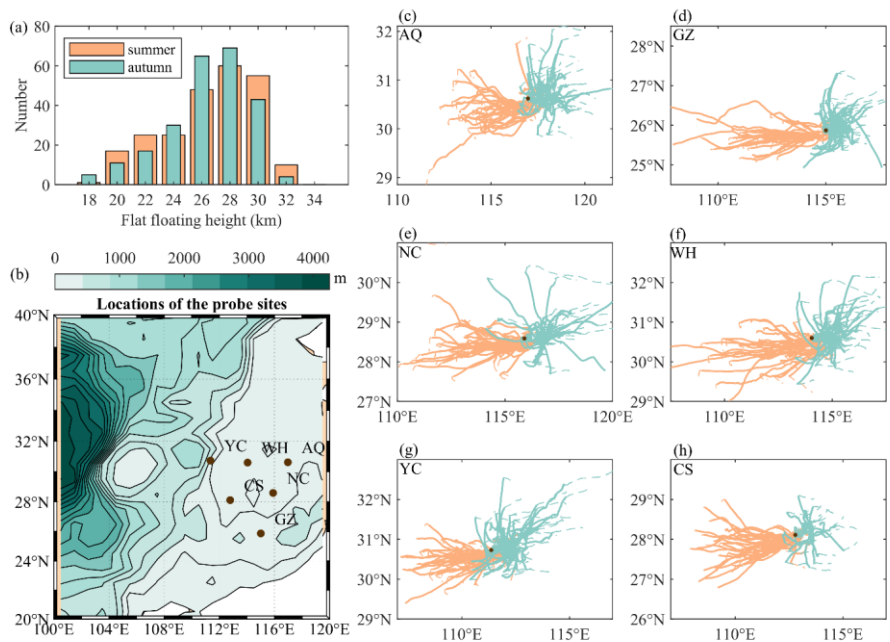 (a)
80
60
40
20
0
Number
summer
autumn
18 20 22 24 26 28 30 32 34
Flat floating height (km)
(b)
0 1000 2000 3000 4000
m
Locations of the probe sites
40°N
36°N
32°N
28°N
24°N
20°N
100°E 104°E 108°E 112°E 116°E 120°E
YC WH AQ
CS NC
GZ
(c)
AQ
32
31
30
29
110 115 120
(d)
GZ
28°N
27°N
26°N
25°N
110°E 115°E
(e)
NC
30°N
29°N
28°N
27°N
110°E 115°E 120°E
(f)
WH
32°N
31°N
30°N
29°N
110°E 115°E
(g)
YC
33°N
32°N
31°N
30°N
29°N
110°E 115°E
(h)
CS
30°N
29°N
28°N
27°N
26°N
110°E 115°E